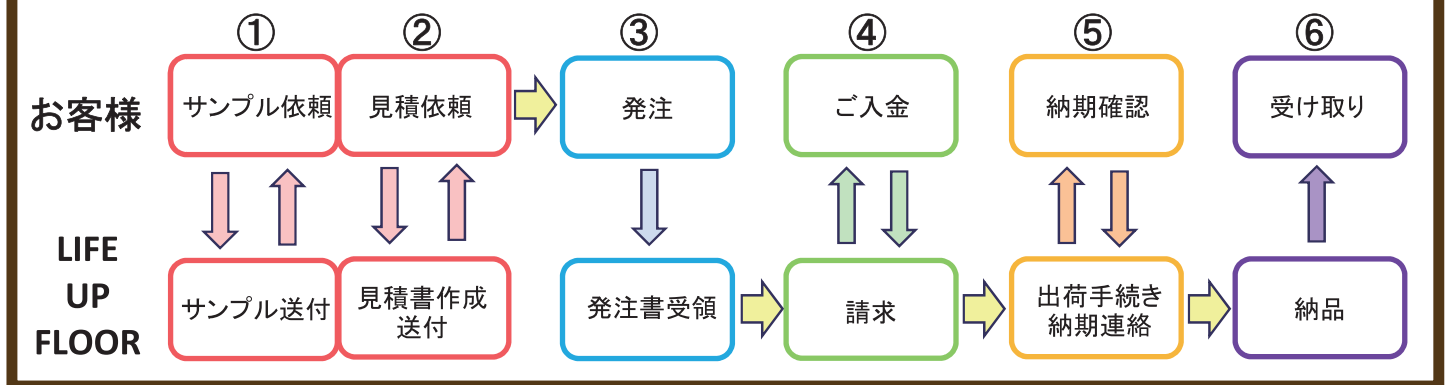 ① ② ③ ④ ⑤ ⑥
お客様
サンプル依頼
見積依頼
発注
ご入金
納期確認
受け取り
LIFE
UP
FLOOR
サンプル送付
見積書作成
送付
発注書受領
請求
出荷手続き
納期連絡
納品